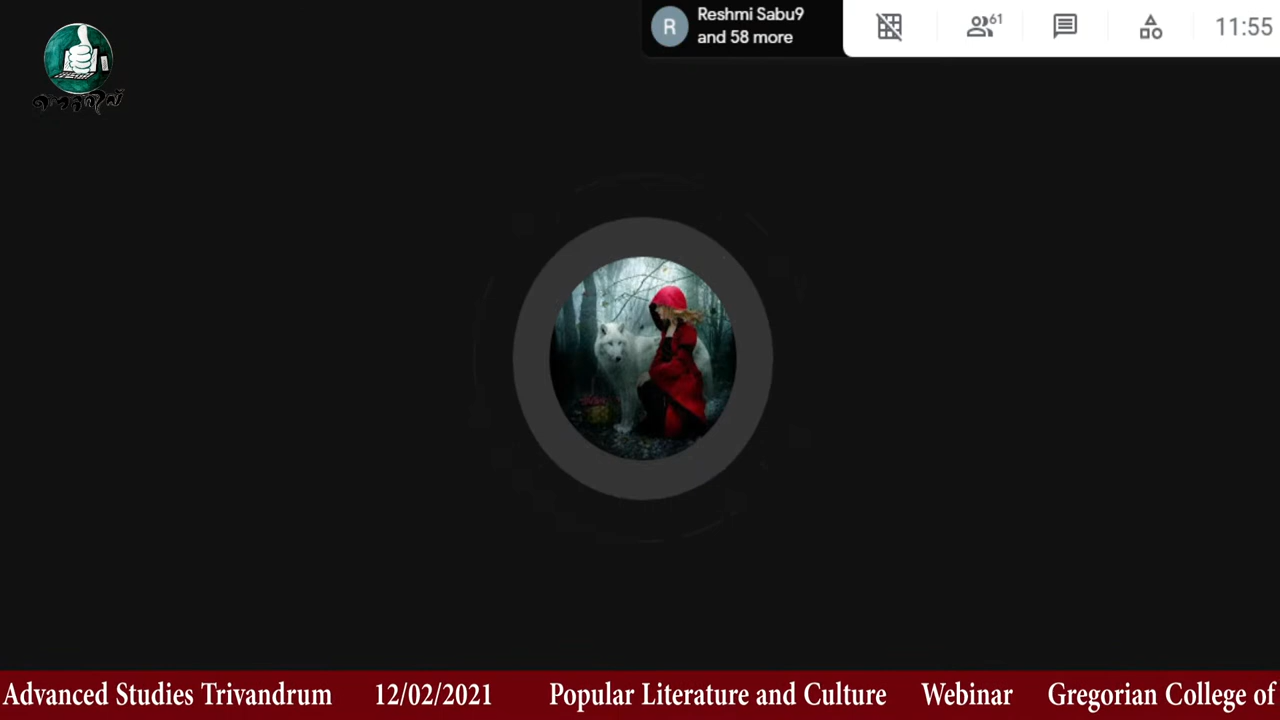 Reshmi Sabu9
and 58 more
R
61
11:55
Advanced Studies Trivandrum 12/02/2021 Popular Literature and Culture Webinar Gregorian College of